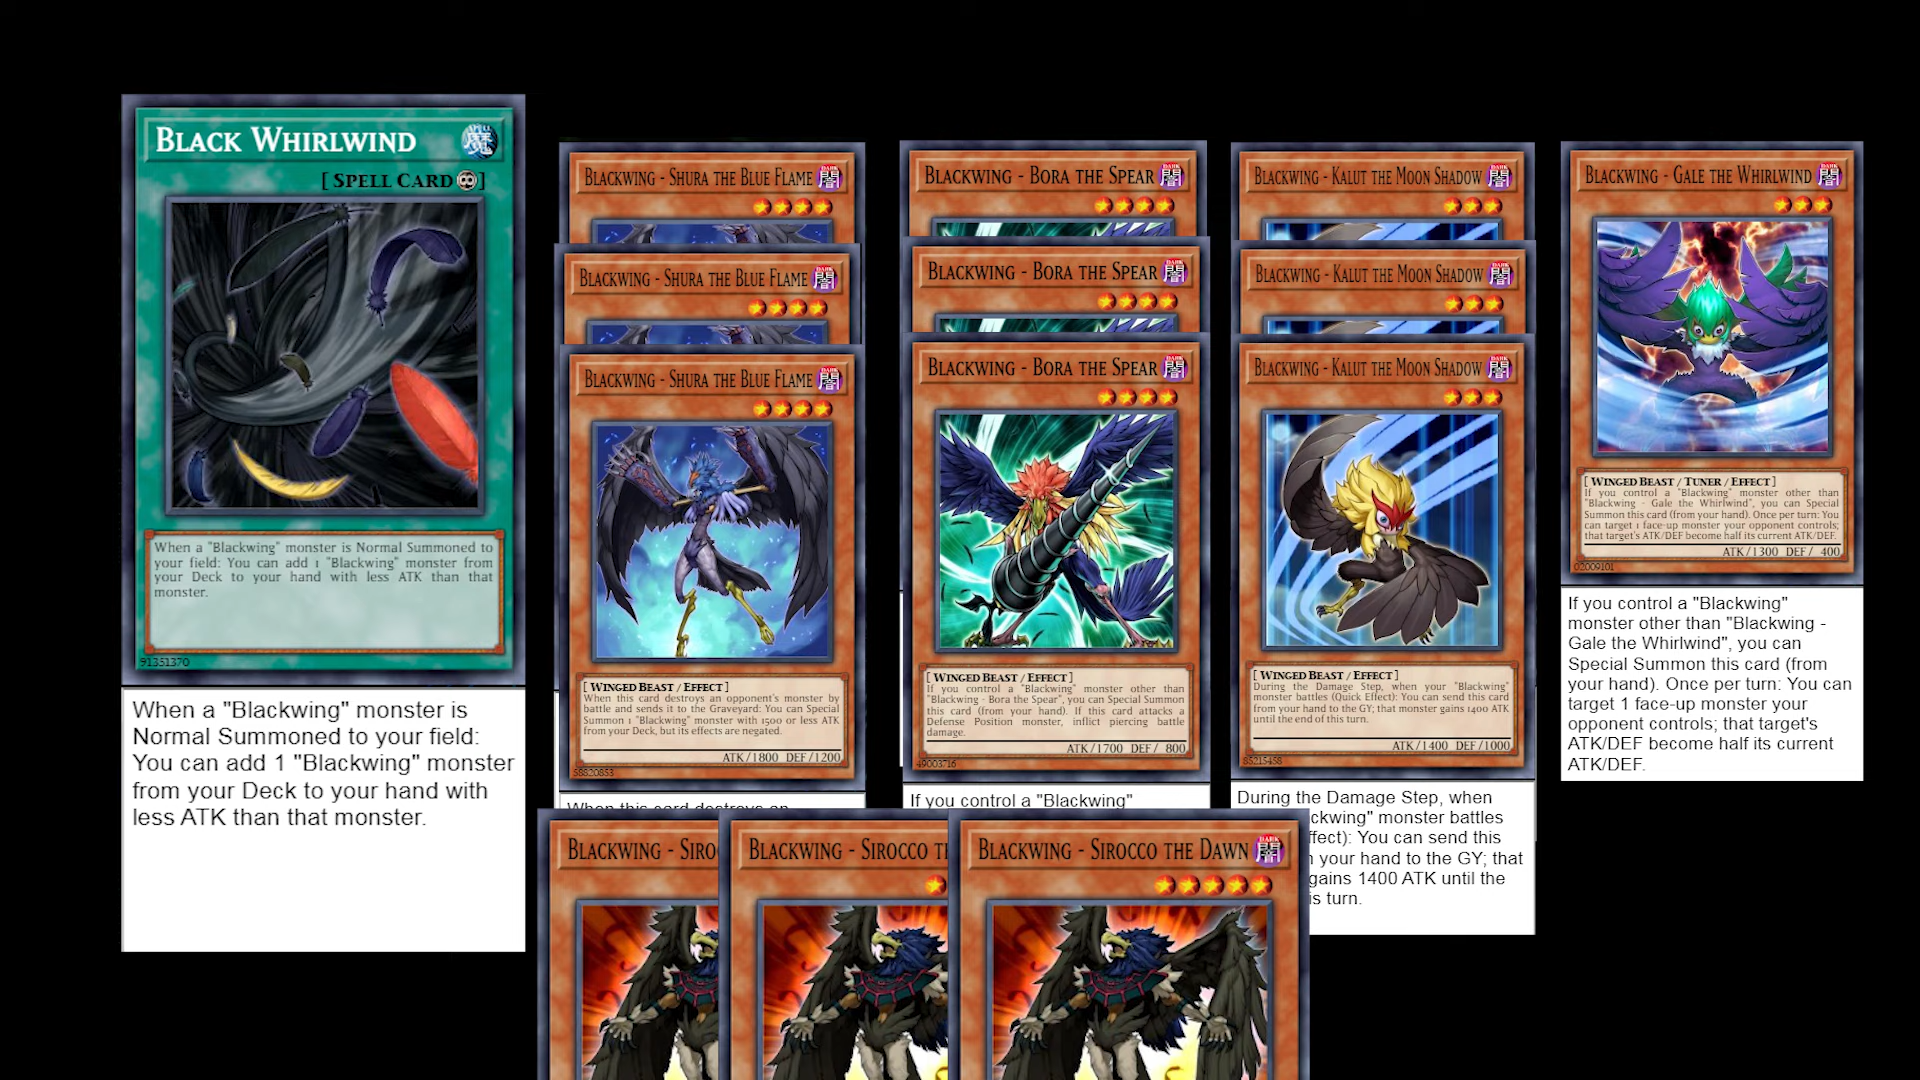 BLACK WHIRLWIND
[ SPELL CARD ]
When a "Blackwing" monster is Normal Summoned to
your field: You can add 1 "Blackwing" monster from
your Deck to your hand with less ATK than that
monster.
91351370
When a "Blackwing" monster is
Normal Summoned to your field:
You can add 1 "Blackwing" monster
from your Deck to your hand with
less ATK than that monster.
BLACKWING - SHURA THE BLUE FLAME
BLACKWING - SHURA THE BLUE FLAME
BLACKWING - SHURA THE BLUE FLAME
[ WINGED BEAST / EFFECT ]
When this card destroys an opponent's monster by
battle and sends it to the Graveyard: You can Special
Summon 1 "Blackwing" monster with 1500 or less ATK
from your Deck, but its effects are negated.
ATK/1800 DEF/1200
58820853
When this card destroys an
BLACKWING - BORA THE SPEAR
BLACKWING - BORA THE SPEAR
BLACKWING - BORA THE SPEAR
[ WINGED BEAST / EFFECT ]
If you control a "Blackwing" monster other than
"Blackwing - Bora the Spear", you can Special Summon
this card (from your hand). If this card attacks a
Defense Position monster, inflict piercing battle
damage.
ATK/1700 DEF/ 800
49003716
If you control a "Blackwing"
BLACKWING - KALUT THE MOON SHADOW
BLACKWING - KALUT THE MOON SHADOW
BLACKWING - KALUT THE MOON SHADOW
[ WINGED BEAST / EFFECT ]
During the Damage Step, when your "Blackwing"
monster battles (Quick Effect): You can send this card
from your hand to the GY; that monster gains 1400 ATK
until the end of this turn.
ATK/1400 DEF/1000
85215458
During the Damage Step, when
ckwing" monster battles
ffect): You can send this
your hand to the GY; that
gains 1400 ATK until the
is turn.
BLACKWING - GALE THE WHIRLWIND
[ WINGED BEAST / TUNER / EFFECT ]
If you control a "Blackwing" monster other than
"Blackwing - Gale the Whirlwind", you can Special
Summon this card (from your hand). Once per turn: You
can target 1 face-up monster your opponent controls;
that target's ATK/DEF become half its current ATK/DEF.
ATK/1300 DEF/ 400
02009101
If you control a "Blackwing"
monster other than "Blackwing -
Gale the Whirlwind", you can
Special Summon this card (from
your hand). Once per turn: You can
target 1 face-up monster your
opponent controls; that target's
ATK/DEF become half its current
ATK/DEF.
BLACKWING - SIRO
BLACKWING - SIROCCO T
BLACKWING - SIROCCO THE DAWN